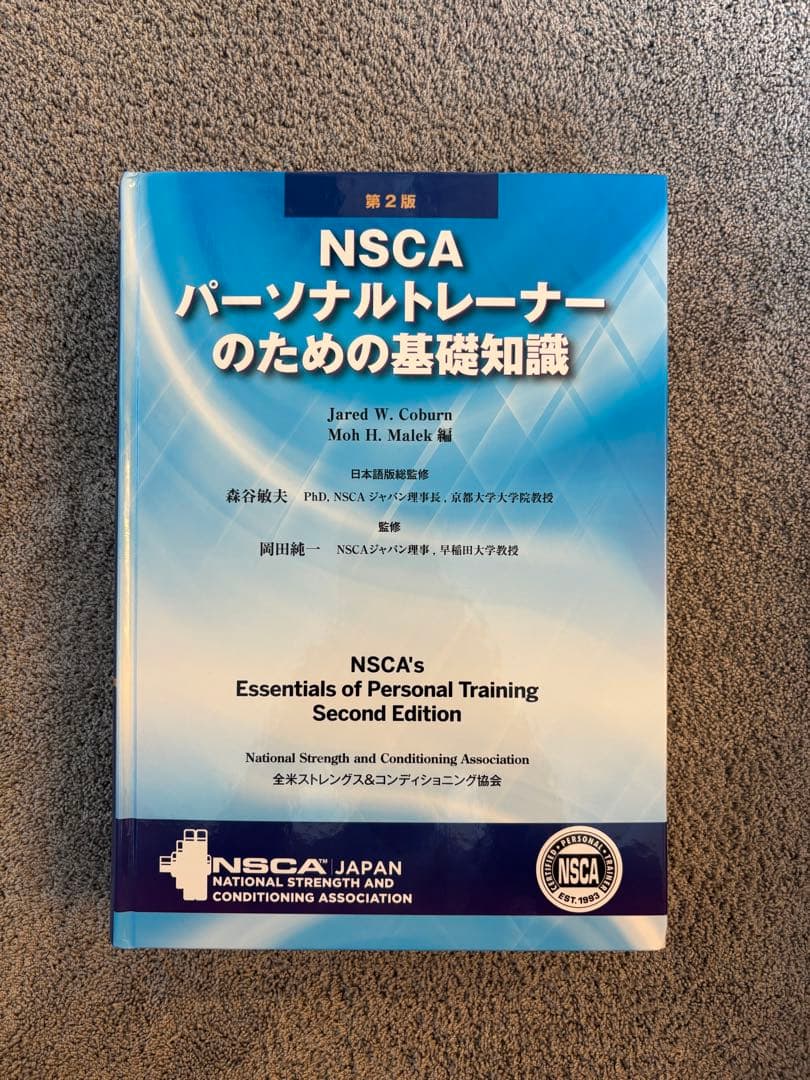 第2版
NSCA
パーソナルトレーナー
のための基礎知識
Jared W. Coburn
Moh H. Malek 編
日本語版総監修
森谷敏夫 PhD, NSCA ジャパン理事長, 京都大学大学院教授
監修
岡田純一 NSCAジャパン理事, 早稲田大学教授
NSCA's
Essentials of Personal Training
Second Edition
National Strength and Conditioning Association
全米ストレングス&コンディショニング協会
NSCA™ JAPAN
NATIONAL STRENGTH AND
CONDITIONING ASSOCIATION
CERTIFIED • PERSONAL • TRAINER
NSCA
EST. 1993